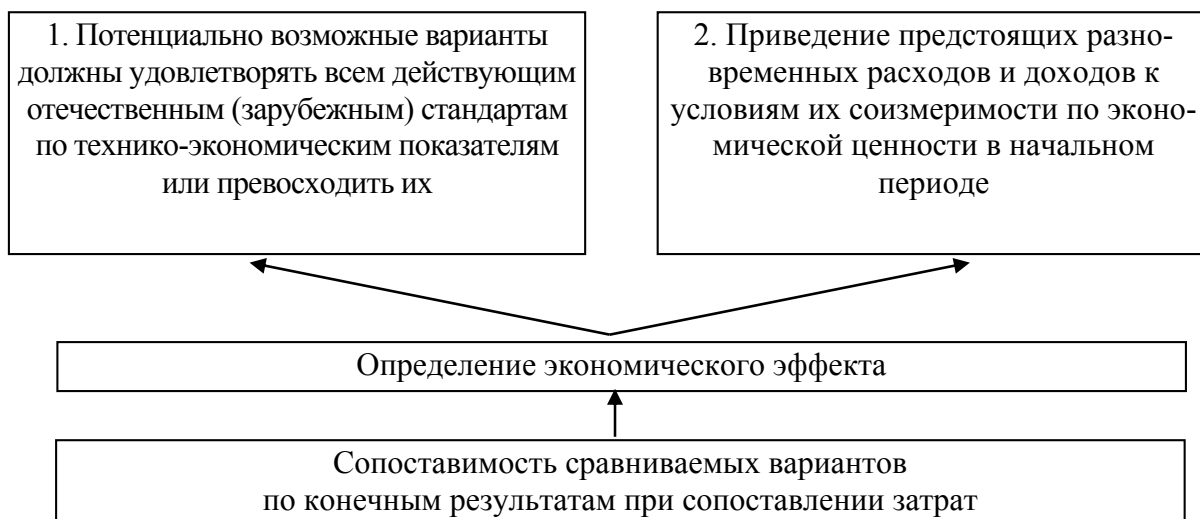 1. Потенциально возможные варианты
должны удовлетворять всем действующим
отечественным (зарубежным) стандартам
по технико-экономическим показателям
или превосходить их
2. Приведение предстоящих разно-
временных расходов и доходов к
условиям их соизмеримости по эконо-
мической ценности в начальном
периоде
Определение экономического эффекта
Сопоставимость сравниваемых вариантов
по конечным результатам при сопоставлении затрат